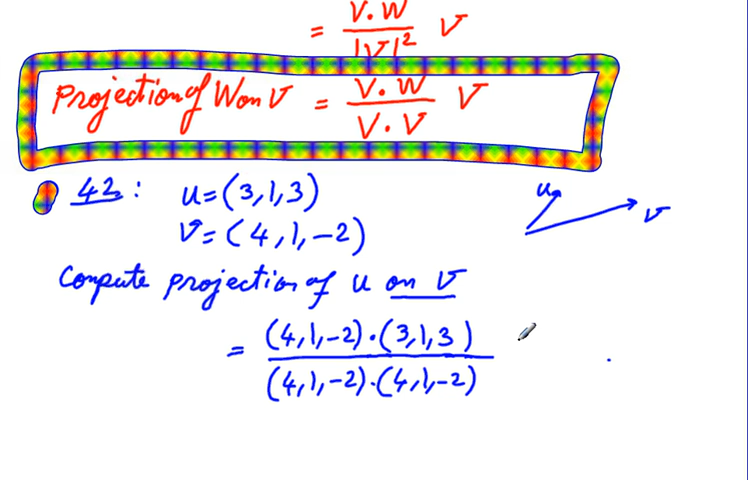 = V.W / |V|² V
Projection of W on V = V.W / V.V V
42: u=(3,1,3)
V=(4,1,-2)
u
V
Compute projection of u on V
= (4,1,-2).(3,1,3) / (4,1,-2).(4,1,-2)